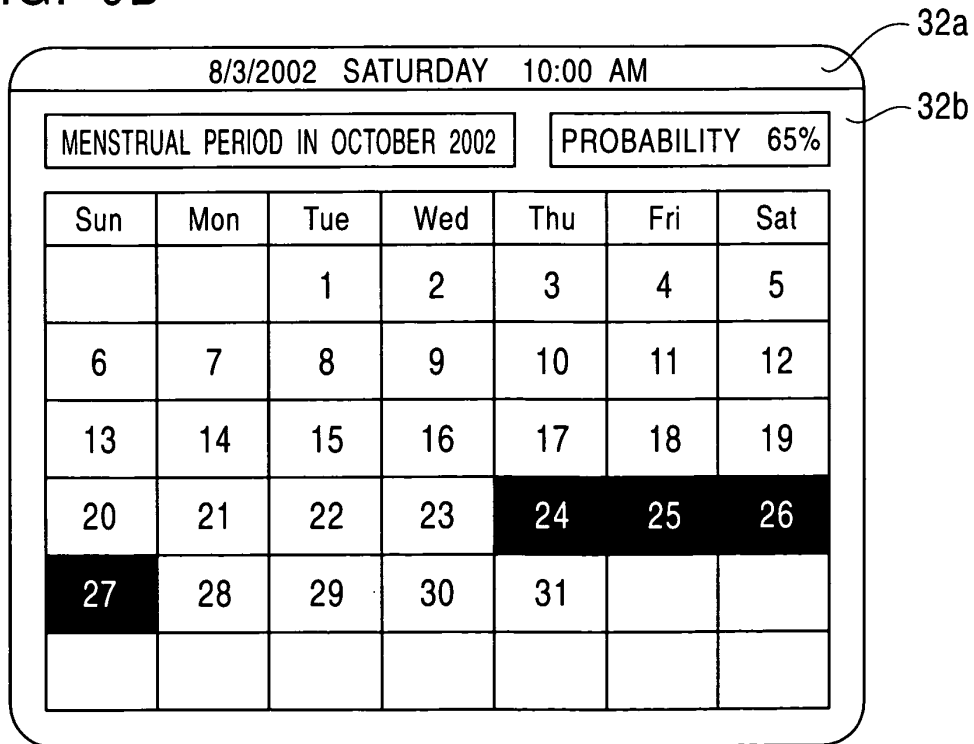 32a
8/3/2002 SATURDAY 10:00 AM
32b
MENSTRUAL PERIOD IN OCTOBER 2002 PROBABILITY 65%
Sun Mon Tue Wed Thu Fri Sat
1 2 3 4 5
6 7 8 9 10 11 12
13 14 15 16 17 18 19
20 21 22 23 24 25 26
27 28 29 30 31